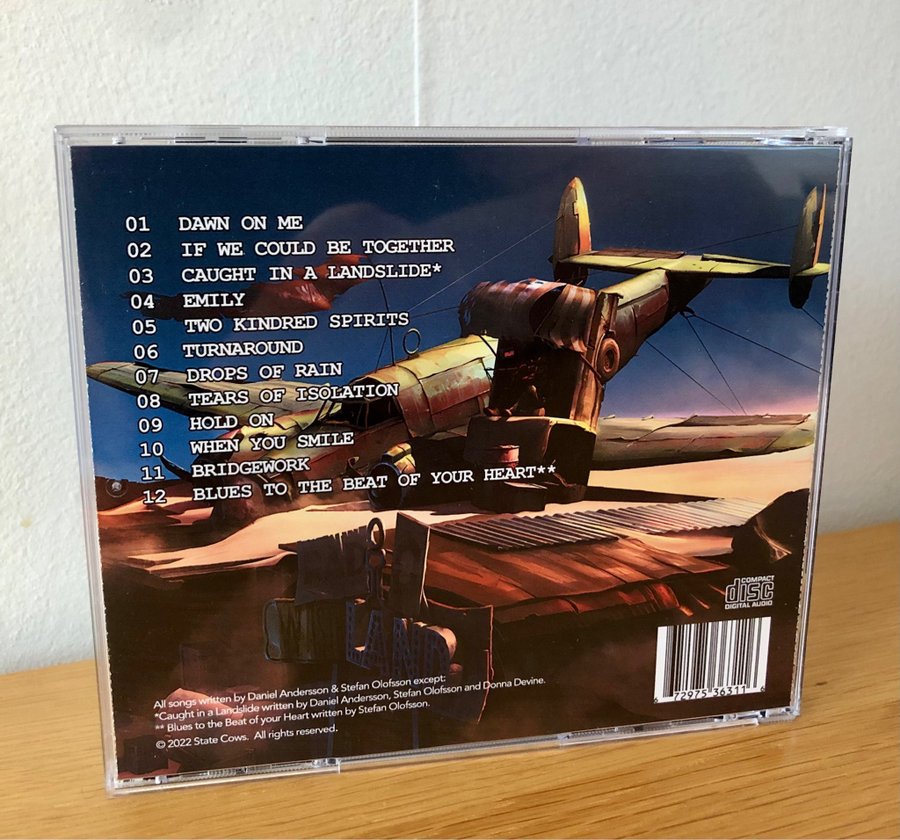 01 DAWN ON ME
02 IF WE COULD BE TOGETHER
03 CAUGHT IN A LANDSLIDE*
04 EMILY
05 TWO KINDRED SPIRITS
06 TURNAROUND
07 DROPS OF RAIN
08 TEARS OF ISOLATION
09 HOLD ON
10 WHEN YOU SMILE
11 BRIDGEWORK
12 BLUES TO THE BEAT OF YOUR HEART**
LAND
COMPACT
disc
DIGITAL AUDIO
All songs written by Daniel Andersson & Stefan Olofsson except:
*Caught in a Landslide written by Daniel Andersson, Stefan Olofsson and Donna Devine.
** Blues to the Beat of your Heart written by Stefan Olofsson.
© 2022 State Cows. All rights reserved.
6 72975 36311 6